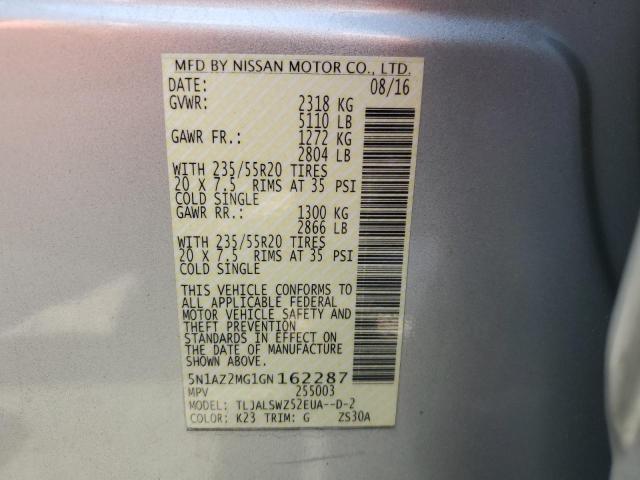 MFD BY NISSAN MOTOR CO., LTD.
DATE: 08/16
GVWR: 2318 KG
5110 LB
GAWR FR.: 1272 KG
2804 LB
WITH 235/55R20 TIRES
20 X 7.5 RIMS AT 35 PSI
COLD SINGLE
GAWR RR.: 1300 KG
2866 LB
WITH 235/55R20 TIRES
20 X 7.5 RIMS AT 35 PSI
COLD SINGLE
THIS VEHICLE CONFORMS TO
ALL APPLICABLE FEDERAL
MOTOR VEHICLE SAFETY AND
THEFT PREVENTION
STANDARDS IN EFFECT ON
THE DATE OF MANUFACTURE
SHOWN ABOVE.
5N1AZ2MG1GN162287
MPV 255003
MODEL: TLJALSWZ52EUA--D-2
COLOR: K23 TRIM: G ZS30A